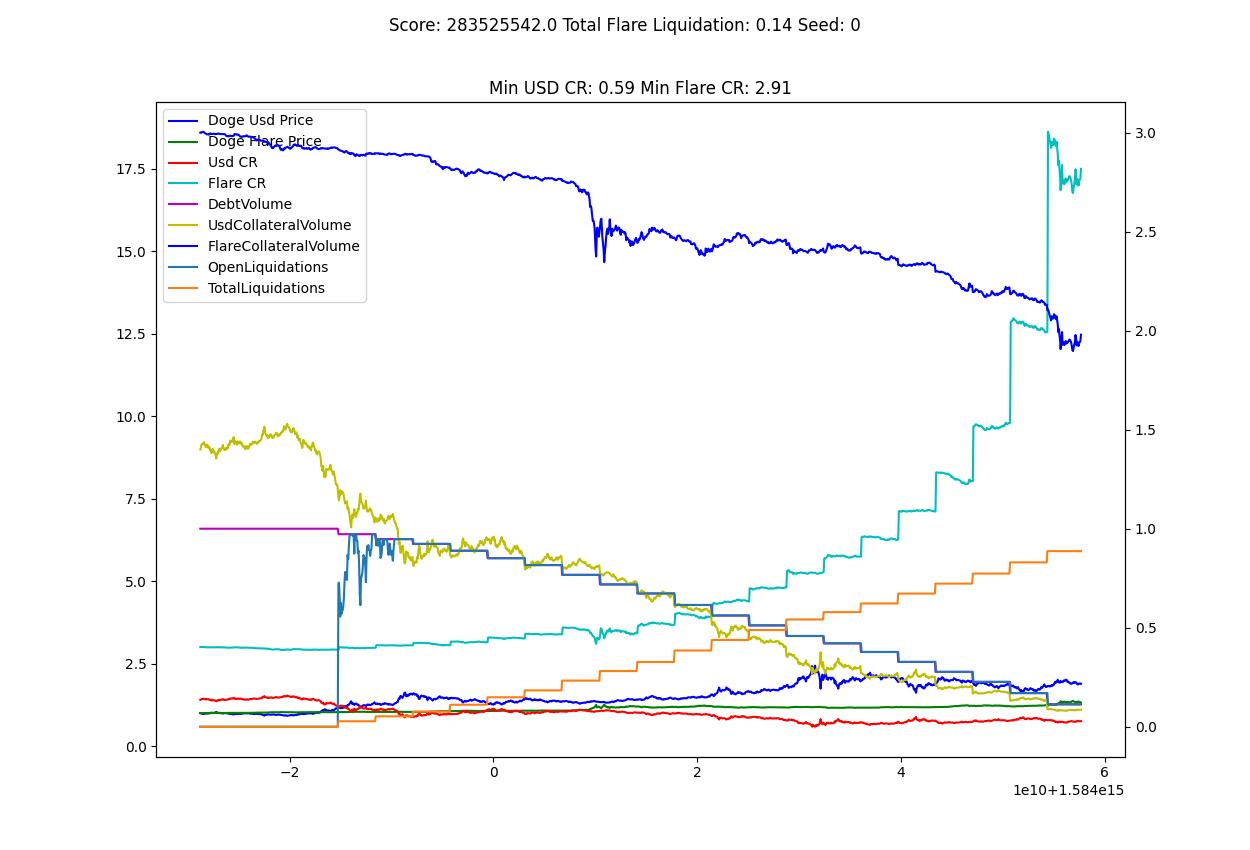 Score: 283525542.0 Total Flare Liquidation: 0.14 Seed: 0
Min USD CR: 0.59 Min Flare CR: 2.91
Doge Usd Price
Doge Flare Price
Usd CR
Flare CR
DebtVolume
UsdCollateralVolume
FlareCollateralVolume
OpenLiquidations
TotalLiquidations
17.5
15.0
12.5
10.0
7.5
5.0
2.5
0.0
3.0
2.5
2.0
1.5
1.0
0.5
0.0
−2
0
2
4
6
1e10+1.584e15